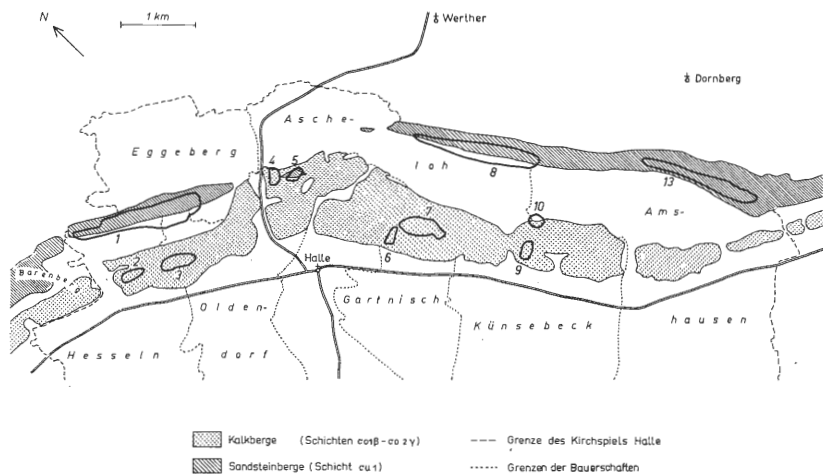 1 km
N
Werther
Dornberg
Asche-
Eggeberg
4
5
loh
8
13
Ams-
1
10
7
6
9
2
3
Barenberg
Halle
Olden-
dorf
Gartnisch
Künsebeck
hausen
Hesseln
Kalkberge (Schichten co1β–co2γ)
Grenze des Kirchspiels Halle
Sandsteinberge (Schicht cu1)
Grenzen der Bauerschaften